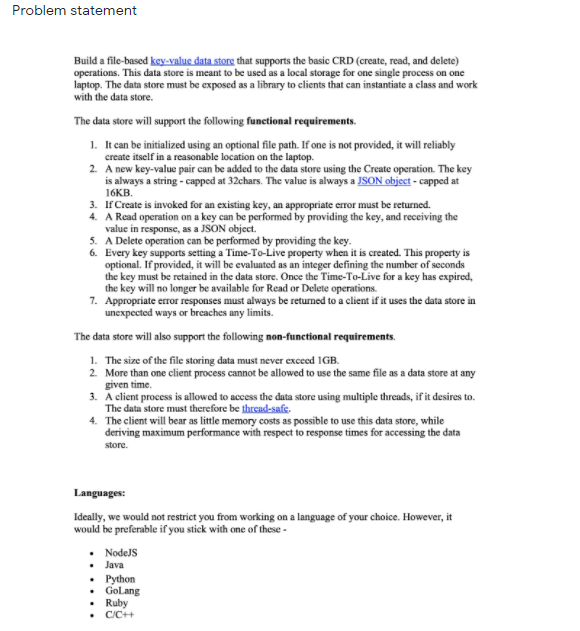 Problem statement
Build a file-based key-value data store that supports the basic CRD (create, read, and delete)
operations. This data store is meant to be used as a local storage for one single process on one
laptop. The data store must be exposed as a library to clients that can instantiate a class and work
with the data store.
The data store will support the following functional requirements.
1. It can be initialized using an optional file path. If one is not provided, it will reliably
create itself in a reasonable location on the laptop.
2. A new key-value pair can be added to the data store using the Create operation. The key
is always a string - capped at 32chars. The value is always a JSON object - capped at
16KB.
3. If Create is invoked for an existing key, an appropriate error must be returned.
4. A Read operation on a key can be performed by providing the key, and receiving the
value in response, as a JSON object.
5. A Delete operation can be performed by providing the key.
6. Every key supports setting a Time-To-Live property when it is created. This property is
optional. If provided, it will be evaluated as an integer defining the number of seconds
the key must be retained in the data store. Once the Time-To-Live for a key has expired,
the key will no longer be available for Read or Delete operations.
7. Appropriate error responses must always be returned to a client if it uses the data store in
unexpected ways or breaches any limits.
The data store will also support the following non-functional requirements.
1. The size of the file storing data must never exceed 1GB.
2. More than one client process cannot be allowed to use the same file as a data store at any
given time.
3. A client process is allowed to access the data store using multiple threads, if it desires to.
The data store must therefore be thread-safe.
4. The client will bear as little memory costs as possible to use this data store, while
deriving maximum performance with respect to response times for accessing the data
store.
Languages:
Ideally, we would not restrict you from working on a language of your choice. However, it
would be preferable if you stick with one of these -
• NodeJS
• Java
• Python
• GoLang
• Ruby
• C/C++